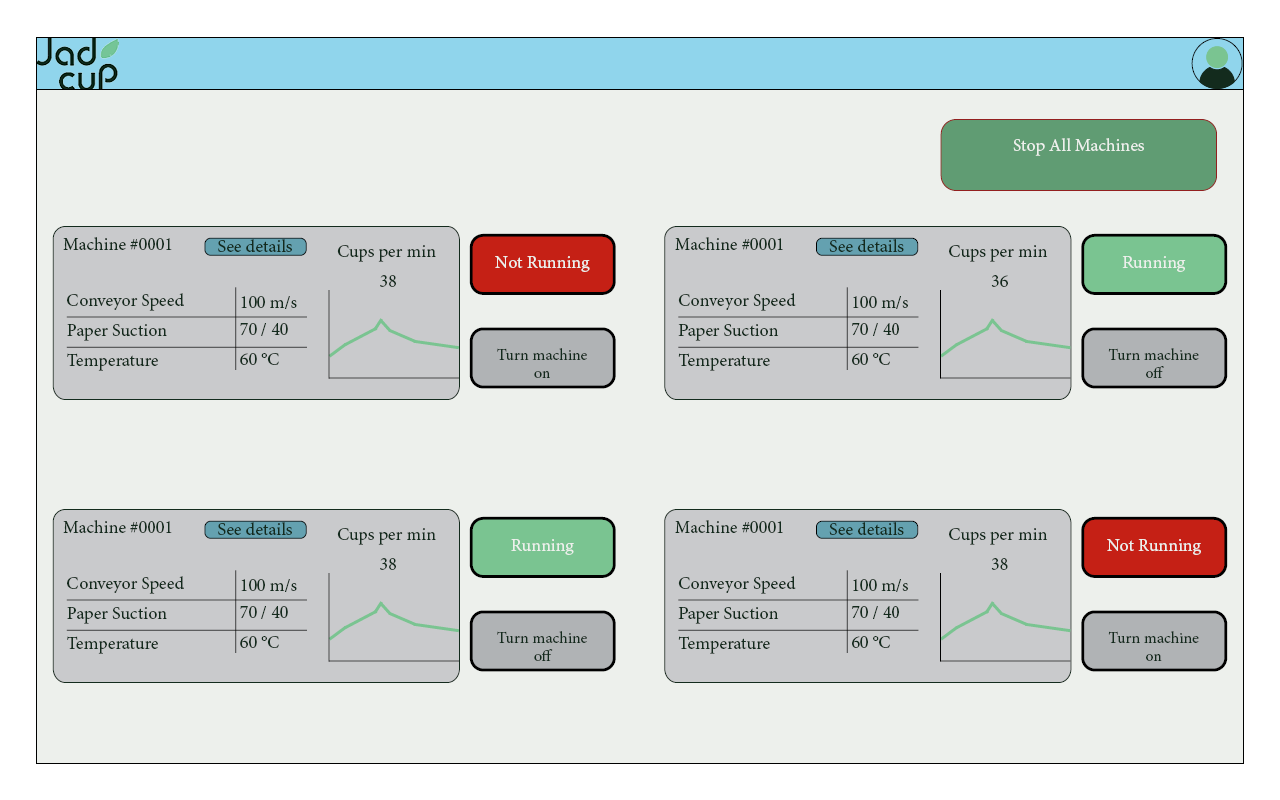 Jad
cup
Stop All Machines
Machine #0001
See details
Cups per min
38
Conveyor Speed 100 m/s
Paper Suction 70 / 40
Temperature 60 °C
Not Running
Turn machine
on
Machine #0001
See details
Cups per min
36
Conveyor Speed 100 m/s
Paper Suction 70 / 40
Temperature 60 °C
Running
Turn machine
off
Machine #0001
See details
Cups per min
38
Conveyor Speed 100 m/s
Paper Suction 70 / 40
Temperature 60 °C
Running
Turn machine
off
Machine #0001
See details
Cups per min
38
Conveyor Speed 100 m/s
Paper Suction 70 / 40
Temperature 60 °C
Not Running
Turn machine
on